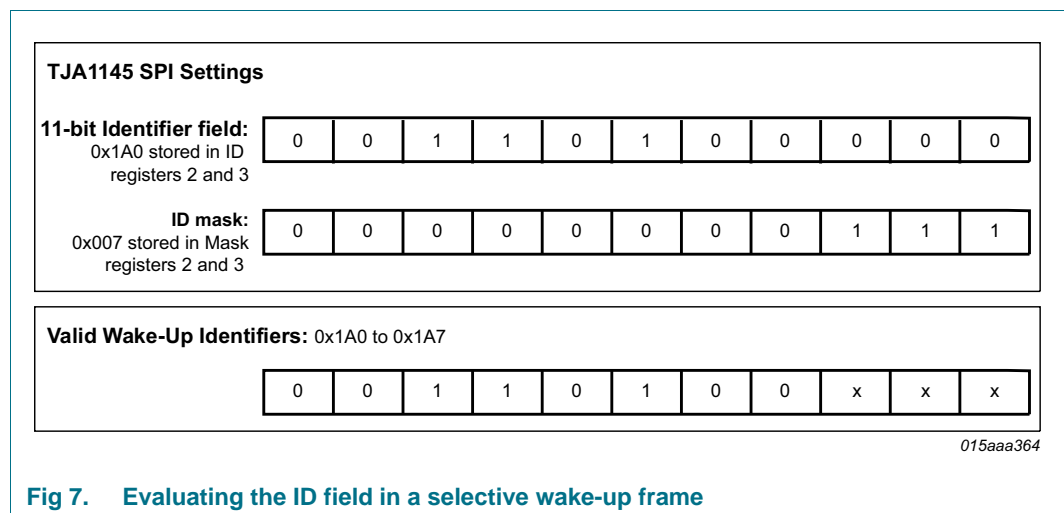 TJA1145 SPI Settings
11-bit Identifier field:
0x1A0 stored in ID
registers 2 and 3
0 0 1 1 0 1 0 0 0 0 0
ID mask:
0x007 stored in Mask
registers 2 and 3
0 0 0 0 0 0 0 0 1 1 1
Valid Wake-Up Identifiers: 0x1A0 to 0x1A7
0 0 1 1 0 1 0 0 x x x
015aaa364
Fig 7. Evaluating the ID field in a selective wake-up frame